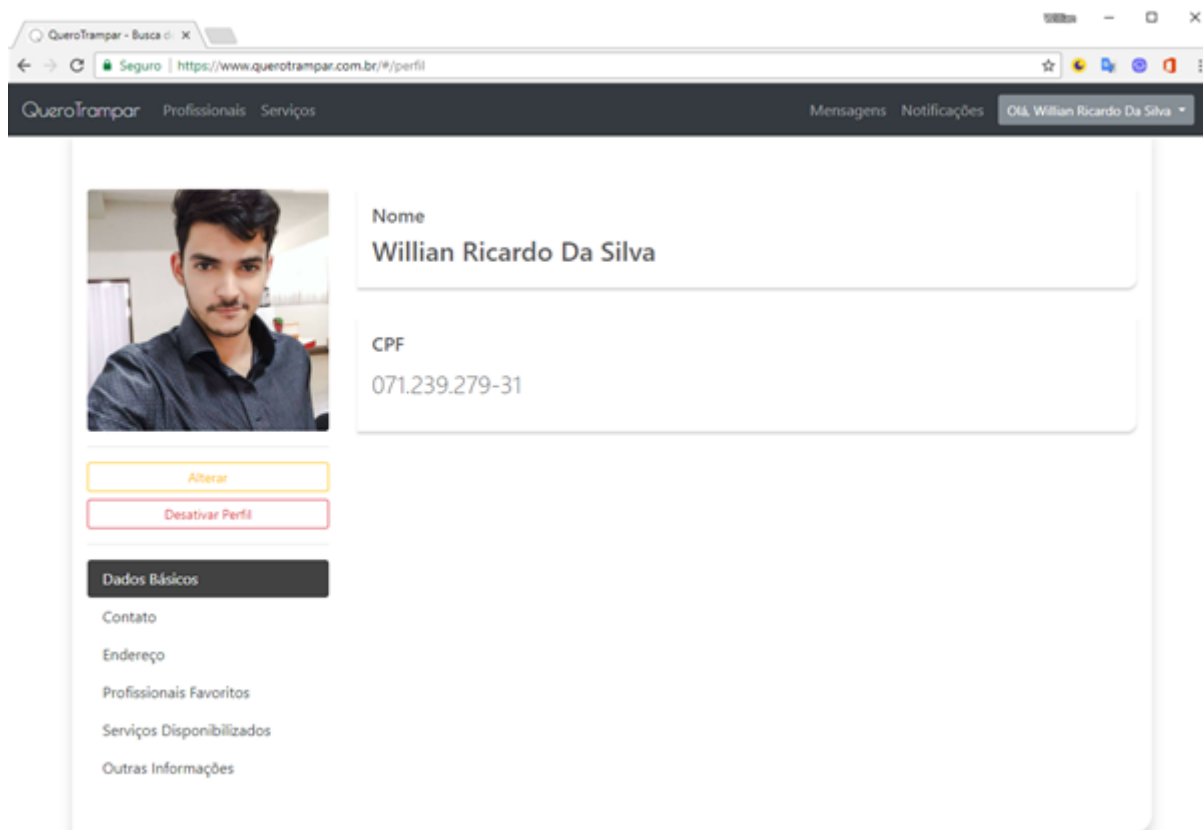 QueroTrampar - Busca d
Seguro | https://www.querotrampar.com.br/#/perfil
QueroTrampar Profissionais Serviços Mensagens Notificações Olá, Willian Ricardo Da Silva
Nome
Willian Ricardo Da Silva
CPF
071.239.279-31
Alterar
Desativar Perfil
Dados Básicos
Contato
Endereço
Profissionais Favoritos
Serviços Disponibilizados
Outras Informações